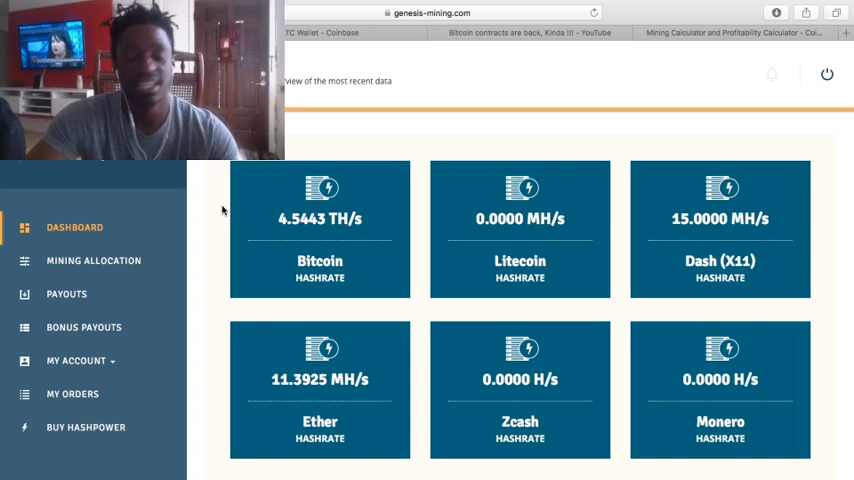 genesis-mining.com
LTC Wallet - Coinbase
Bitcoin contracts are back, Kinda !!! - YouTube
Mining Calculator and Profitability Calculator - Coi...
rview of the most recent data
DASHBOARD
MINING ALLOCATION
PAYOUTS
BONUS PAYOUTS
MY ACCOUNT
MY ORDERS
BUY HASHPOWER
4.5443 TH/s
Bitcoin
HASHRATE
0.0000 MH/s
Litecoin
HASHRATE
15.0000 MH/s
Dash (X11)
HASHRATE
11.3925 MH/s
Ether
HASHRATE
0.0000 H/s
Zcash
HASHRATE
0.0000 H/s
Monero
HASHRATE